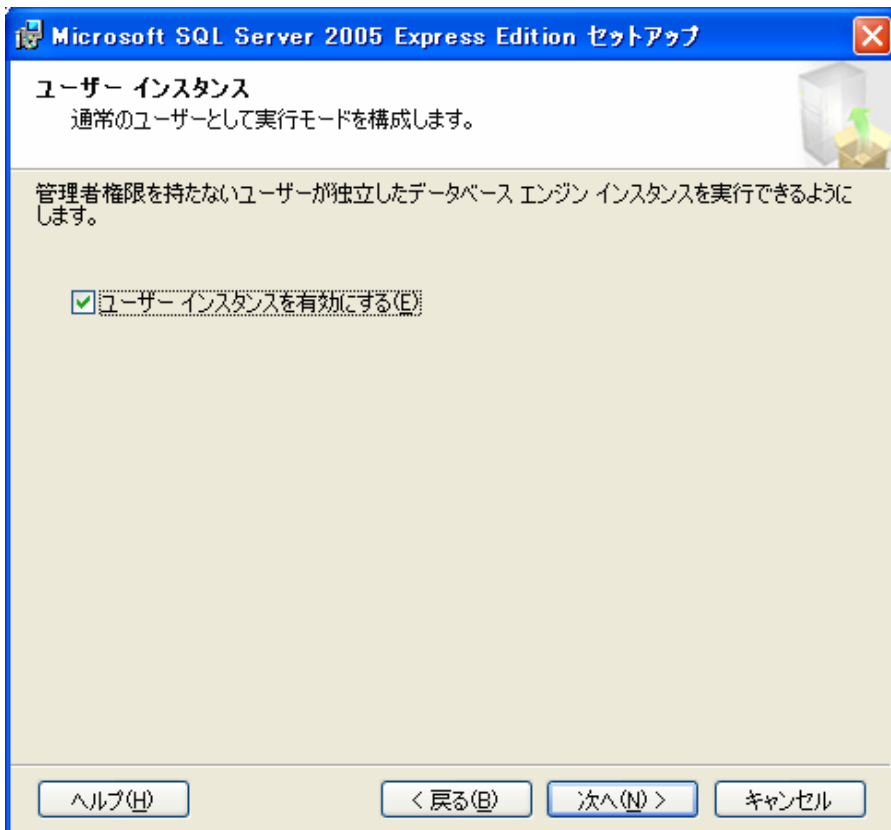 Microsoft SQL Server 2005 Express Edition セットアップ
ユーザー インスタンス
通常のユーザーとして実行モードを構成します。
管理者権限を持たないユーザーが独立したデータベース エンジン インスタンスを実行できるように
します。
ユーザー インスタンスを有効にする(E)
ヘルプ(H)
< 戻る(B)
次へ(N) >
キャンセル